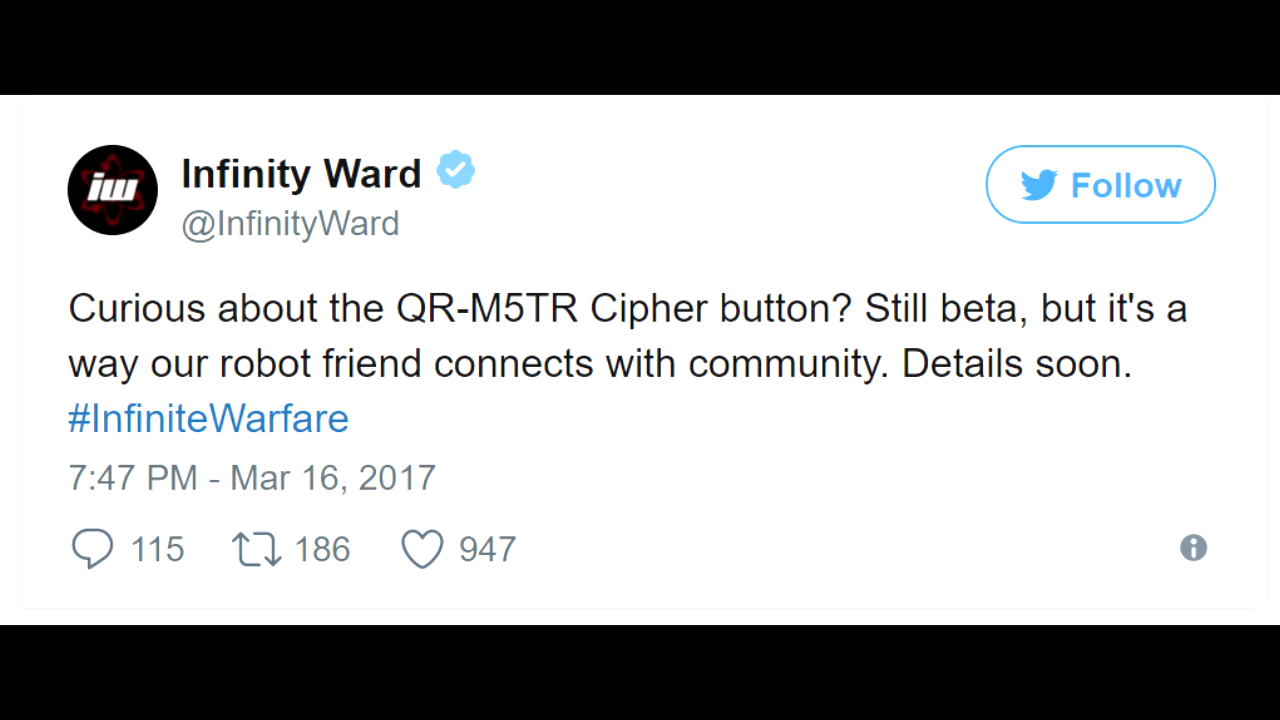 iw
Infinity Ward
@InfinityWard
Follow
Curious about the QR-M5TR Cipher button? Still beta, but it's a
way our robot friend connects with community. Details soon.
#InfiniteWarfare
7:47 PM - Mar 16, 2017
115 186 947